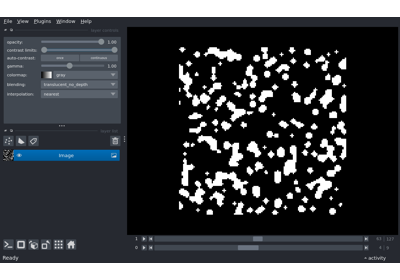 File View Plugins Window Help
opacity: 1.00
contrast limits:
auto-contrast: once continuous
gamma: 1.00
colormap: gray
blending: translucent_no_depth
interpolation: nearest
Image
1
0
Ready
activity